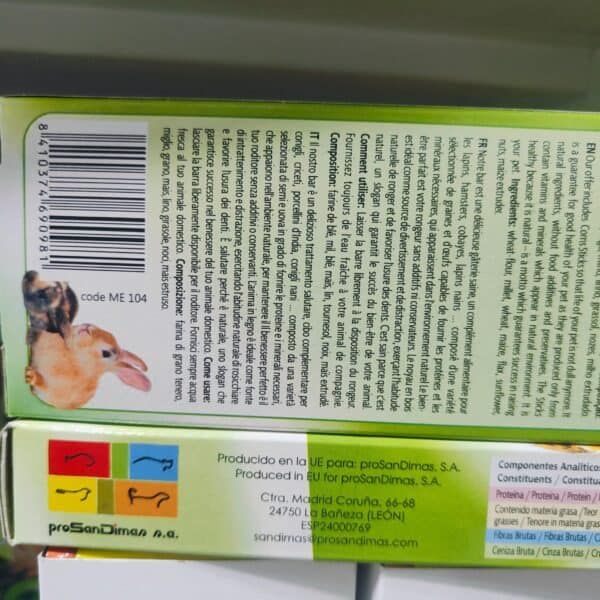 girasol, nozes, milho extrudido.
EN Our offer includes Corns Sticks so that life of your pet is not dull anymore. It
is a guarantee for good health of your pet as they are produced only from
natural ingredients, without food additives and preservatives. The Sticks
contain vitamins and minerals which appear in natural environment. It is
healthy because it is natural – is a motto which guarantees success in raising
your pet. Ingredients: wheat flour, millet, wheat, maize, flax, sunflower,
nuts, maize extruder.
FR Notre bar est une délicieuse gâterie saine, un complément alimentaire pour
les lapins, hamsters, cobayes, lapins nains ... composé d'une variété
sélectionnée de graines et d'œufs capables de fournir les protéines et les
minéraux nécessaires, qui apparaissent dans l'environnement naturel Le bien-
être parfait est votre rongeur sans additifs ni conservateurs. Le noyau en bois
est idéal comme source de divertissement et de distraction, exerçant l'habitude
naturelle de ronger et de favoriser l'usure des dents. C'est sain parce que c'est
naturel, un slogan qui garantit le succès du bien-être de votre animal.
Comment utiliser: Laisser la barre librement à la disposition du rongeur.
Fournissez toujours de l'eau fraîche à votre animal de compagnie.
Composition: farine de blé, mil, blé, maïs, lin, tournesol, noix, maïs extrudé.
IT Il nostro bar è un delizioso trattamento salutare, cibo complementare per
conigli, criceti, porcellini d'India, conigli nani ... composto da una varietà
selezionata di semi e uova in grado di fornire le proteine e i minerali necessari,
che appaiono nell'ambiente naturale, per mantenere il l benessere perfetto è il
tuo roditore senza additivi o conservanti. L'anima in legno è ideale come fonte
di intrattenimento e distrazione, esercitando l'abitudine naturale di rosicchiare
e favorire l'usura dei denti. È salutare perché è naturale, uno slogan che
garantisce successo nel benessere del tuo animale domestico. Come usare:
lasciare la barra liberamente disponibile per il roditore. Fornisci sempre acqua
fresca al tuo animale domestico. Composizione: farina di grano tenero,
miglio, grano, mais, lino, girasole, noci, mais estruso.
8 470374 690981
code ME 104
proSanDimas s.a.
Producido en la UE para: proSanDimas, S.A.
Produced in EU for proSanDimas, S.A.
Ctra. Madrid Coruña, 66-68
24750 La Bañeza (LEÓN)
ESP24000769
sandimas@prosandimas.com
Componentes Analíticos
Constituents / Constitua
Proteína / Proteina / Protein /
Contenido materia grasa / Teor
grasses / Tenore in materia gras
Fibras Brutas / Fibras Brutas / C
Ceniza Bruta / Cinza Brutas / Cr